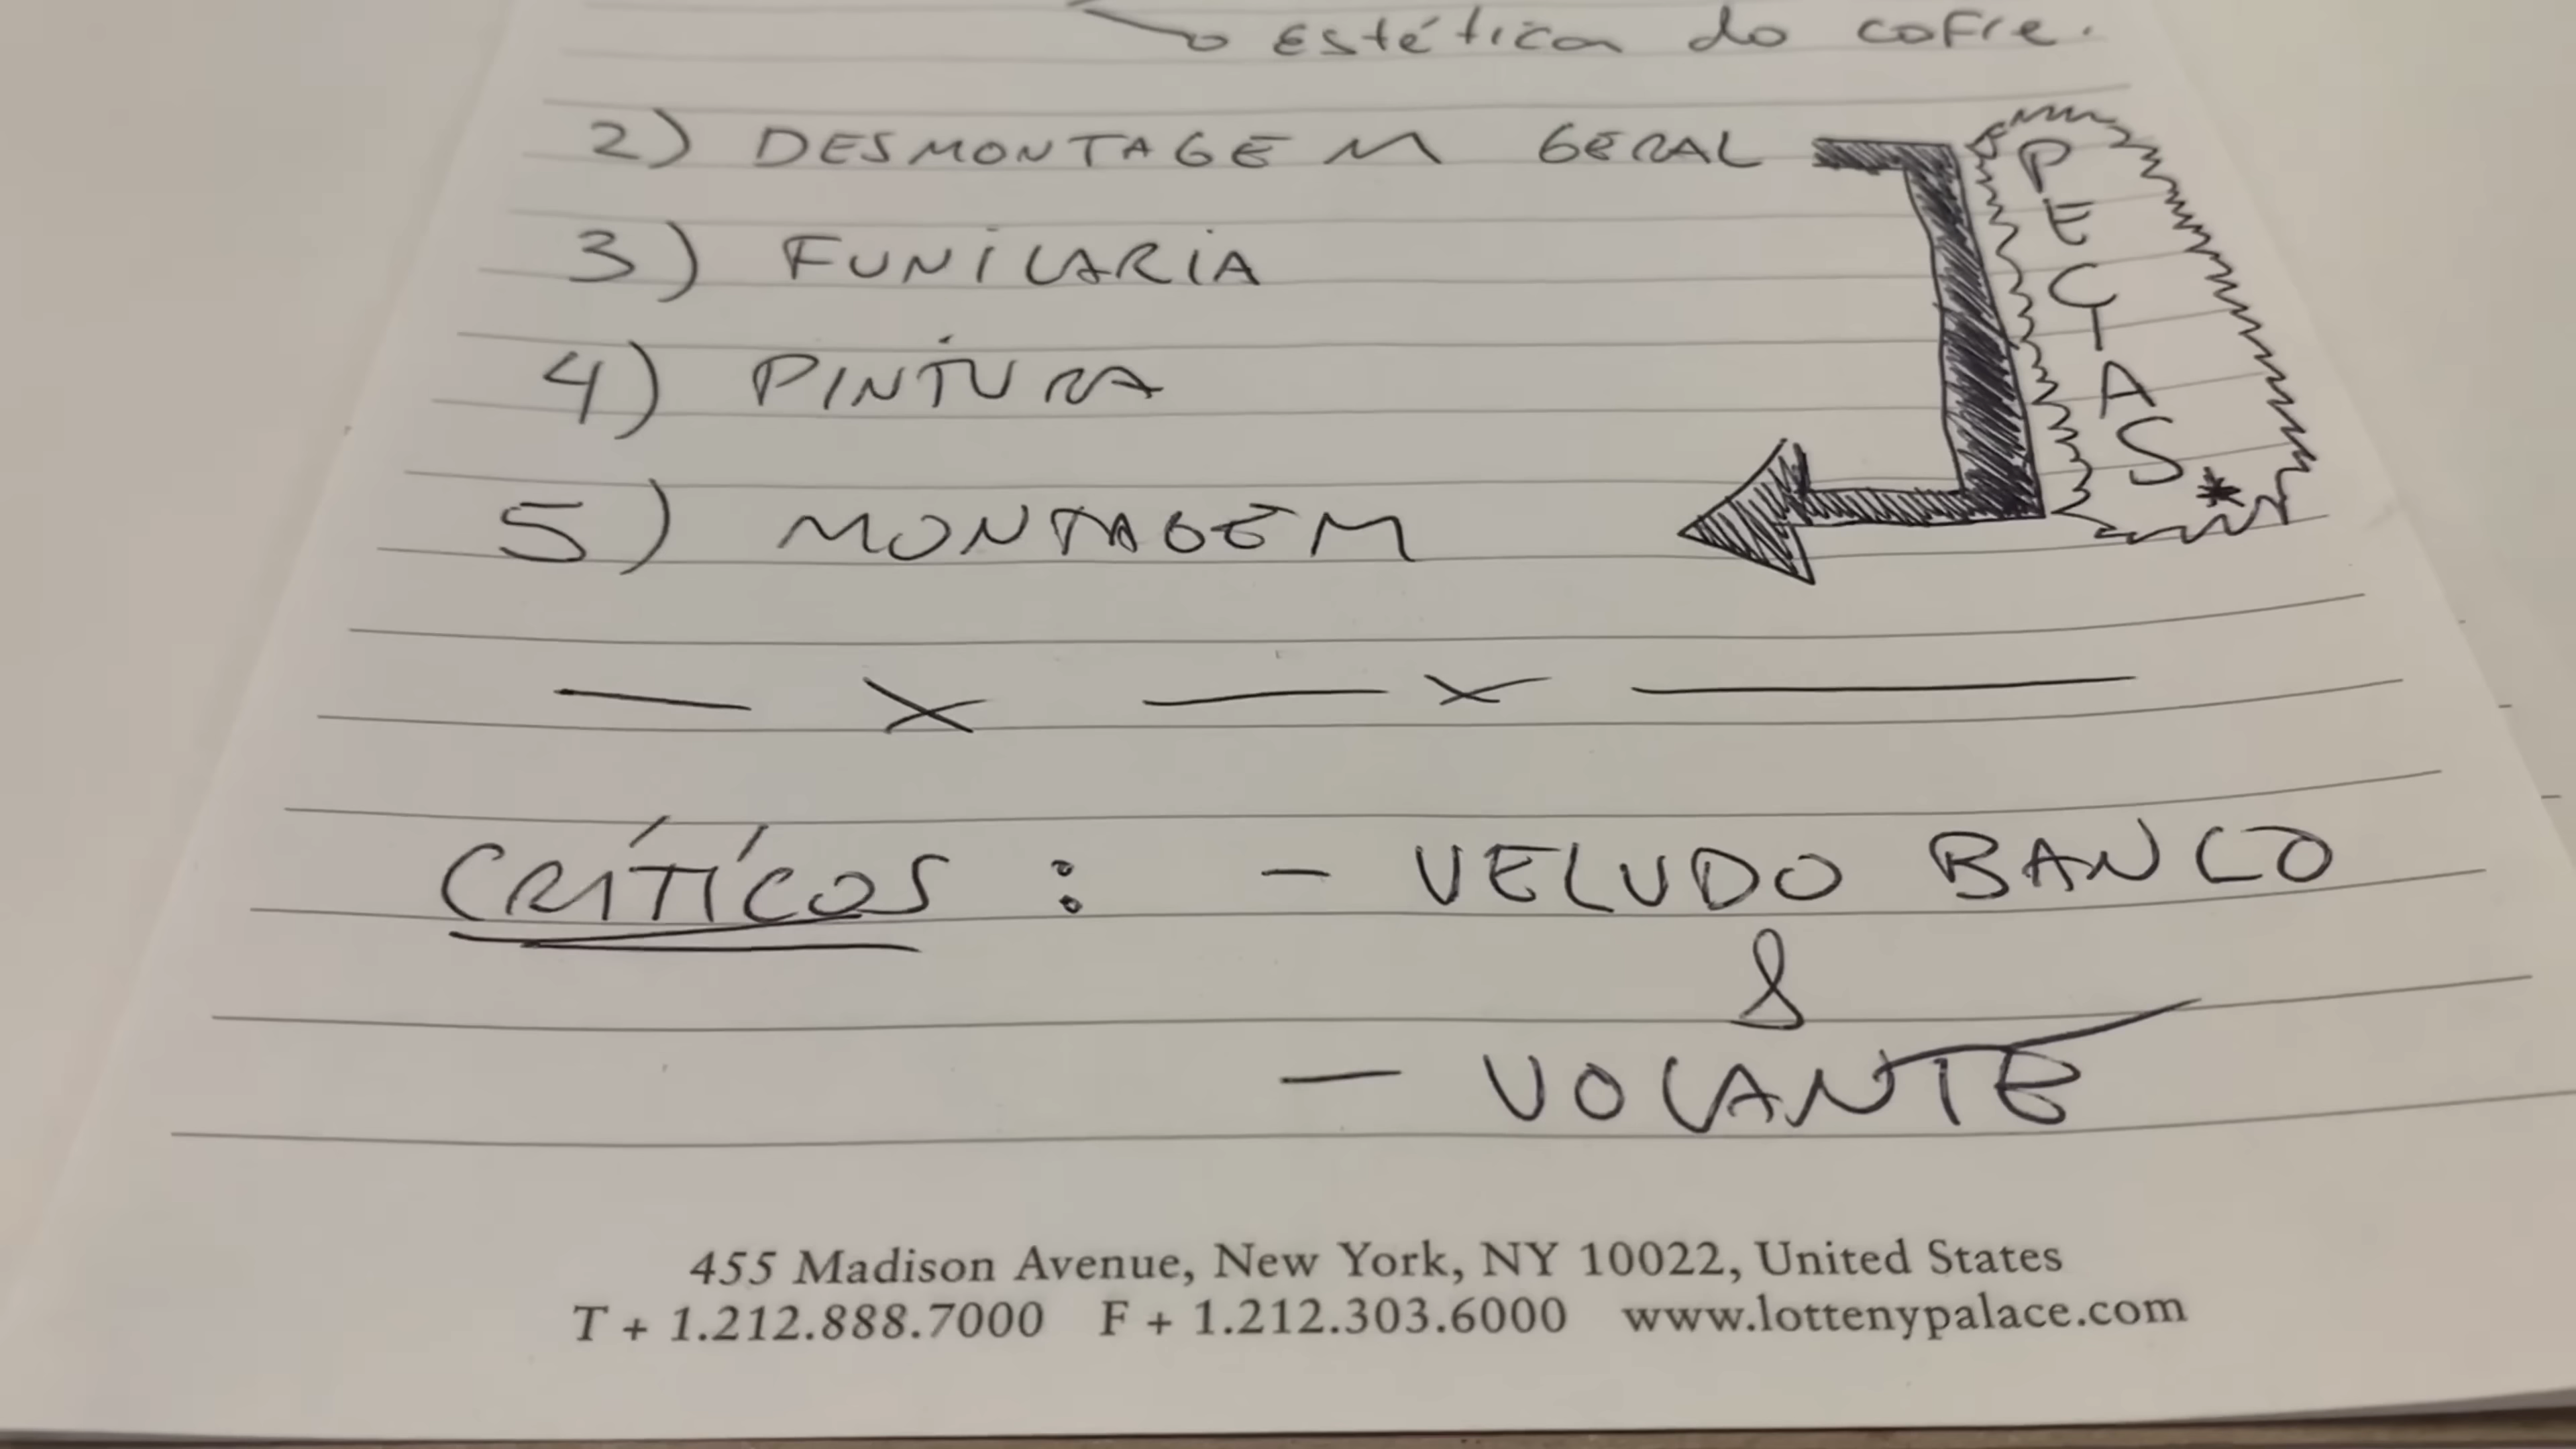 estética do cofre.
2) DESMONTAGEM GERAL
3) FUNILARIA
4) PINTURA
5) MONTAGEM
PEÇAS*
CRÍTÍCOS : - VELUDO BANCO
&
- VOLANTE
455 Madison Avenue, New York, NY 10022, United States
T + 1.212.888.7000 F + 1.212.303.6000 www.lottenypalace.com